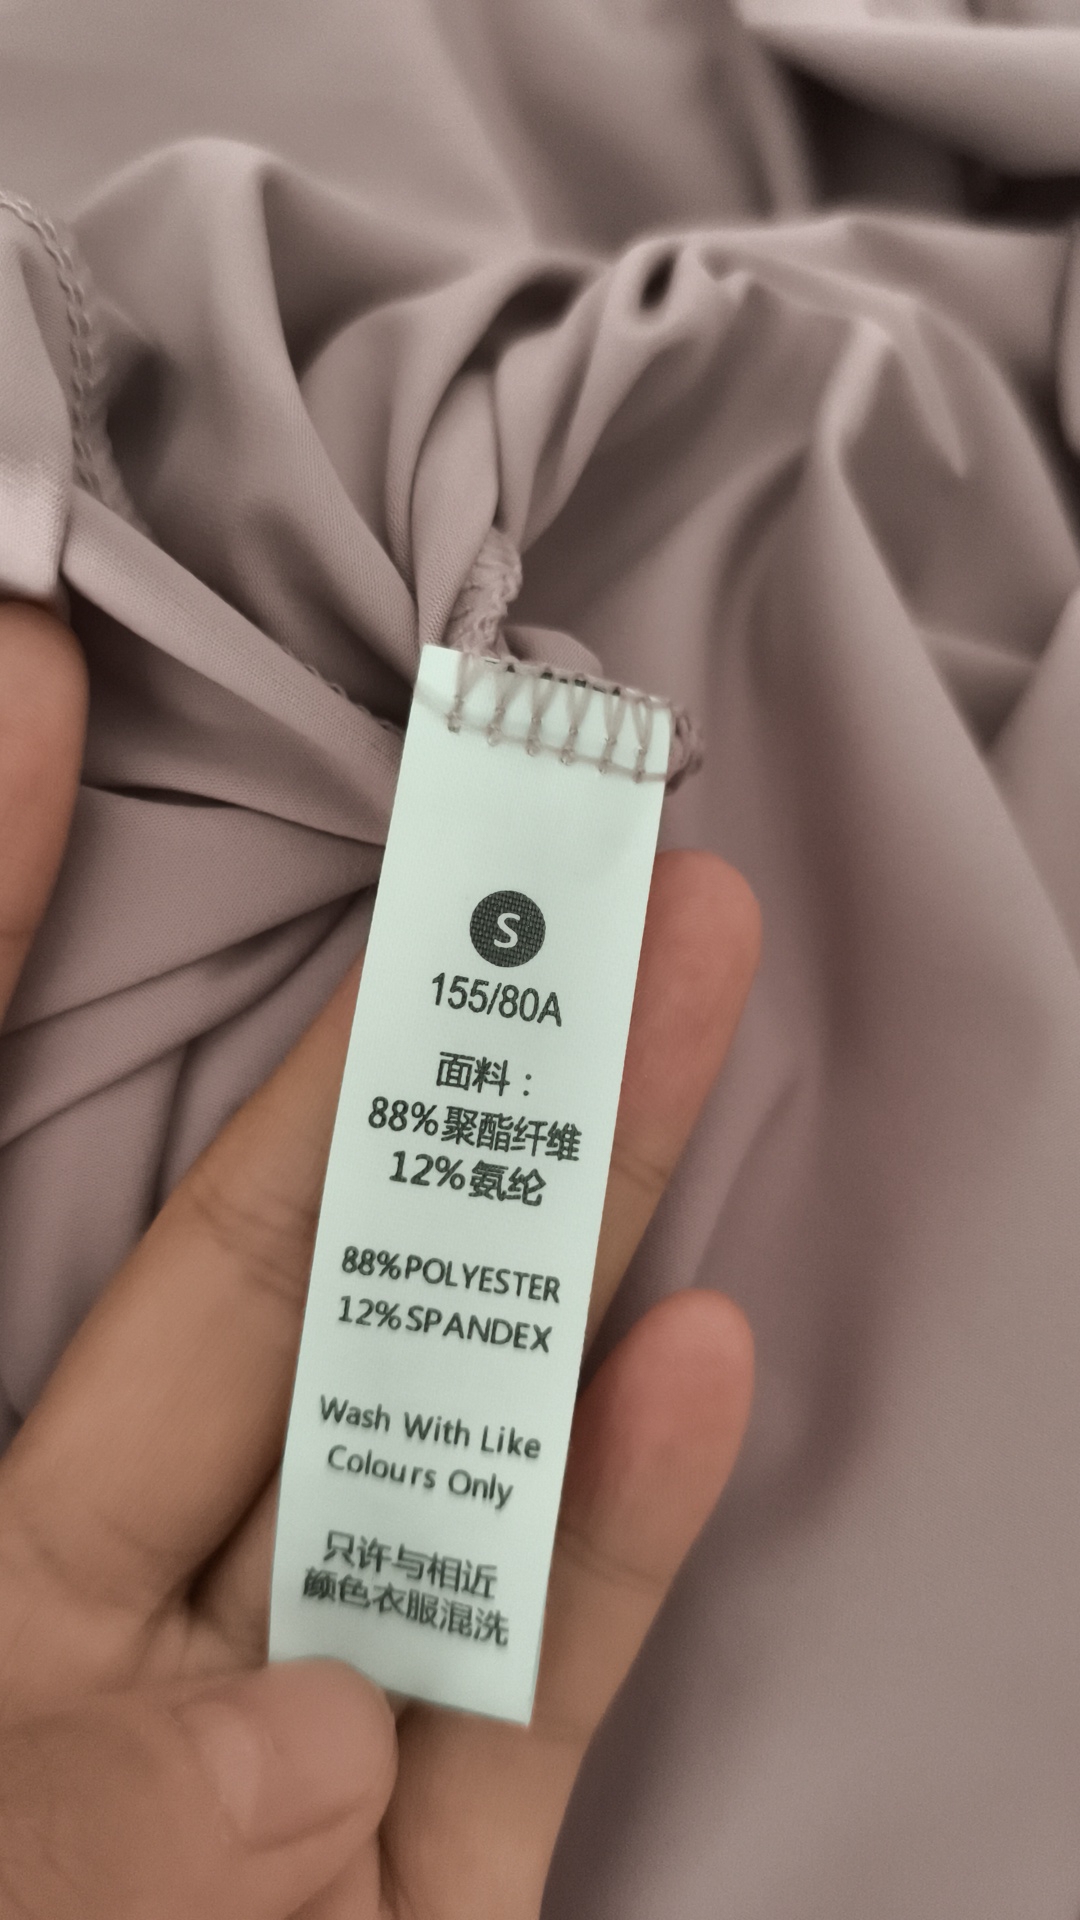 S
155/80A
面料：
88%聚酯纤维
12%氨纶
88%POLYESTER
12%SPANDEX
Wash With Like
Colours Only
只许与相近
颜色衣服混洗